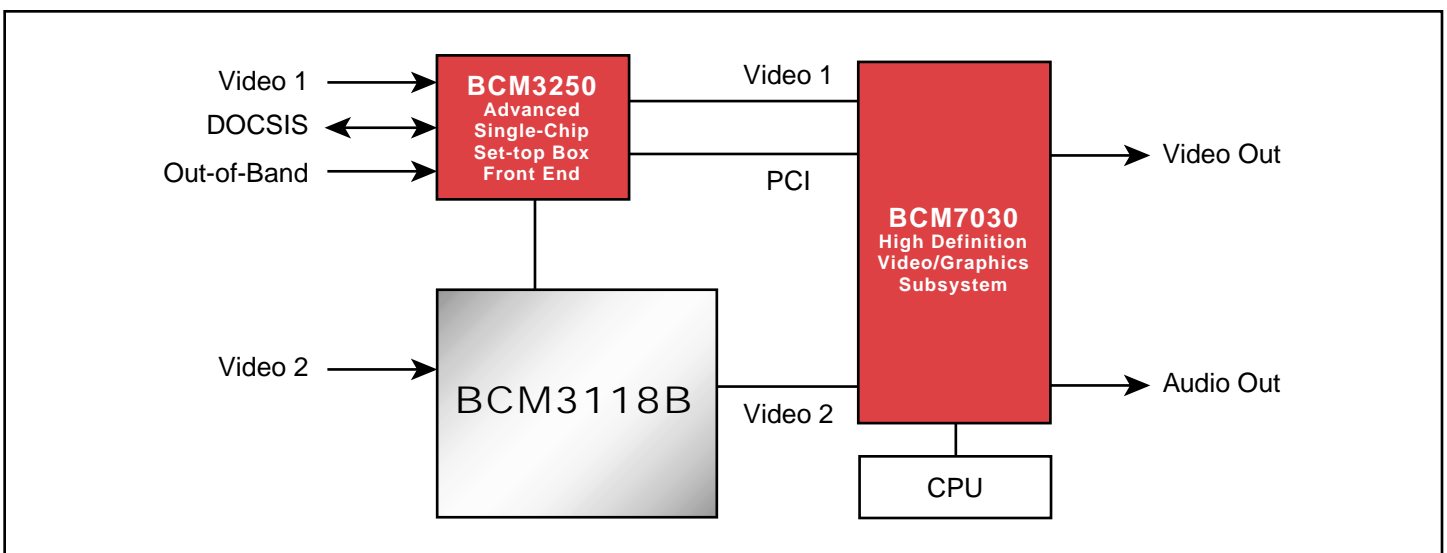 Video 1
DOCSIS
Out-of-Band
BCM3250
Advanced
Single-Chip
Set-top Box
Front End
Video 1
PCI
BCM7030
High Definition
Video/Graphics
Subsystem
Video Out
Video 2
BCM3118B
Video 2
Audio Out
CPU